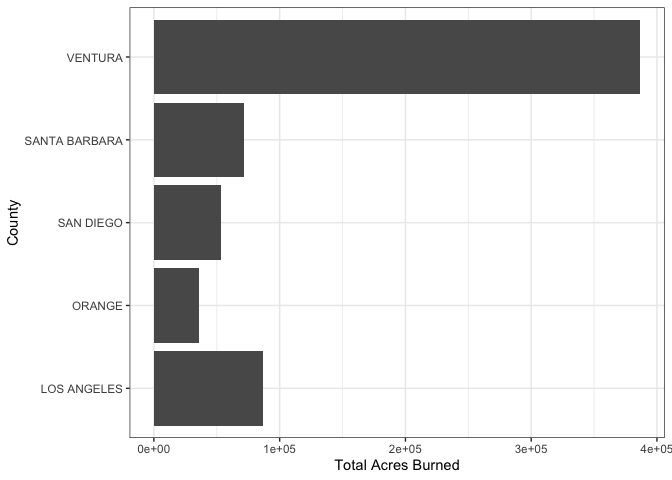 VENTURA
SANTA BARBARA
SAN DIEGO
ORANGE
LOS ANGELES
County
0e+00 1e+05 2e+05 3e+05 4e+05
Total Acres Burned